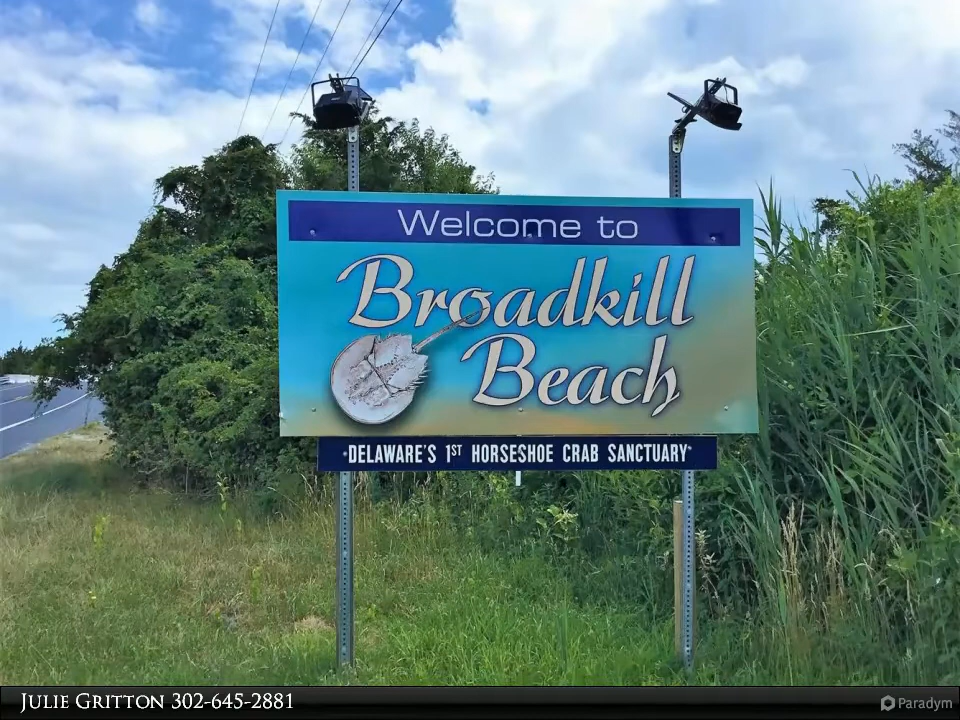 Welcome to
Broadkill
Beach
*DELAWARE'S 1ST HORSESHOE CRAB SANCTUARY*
JULIE GRITTON 302-645-2881
Paradym